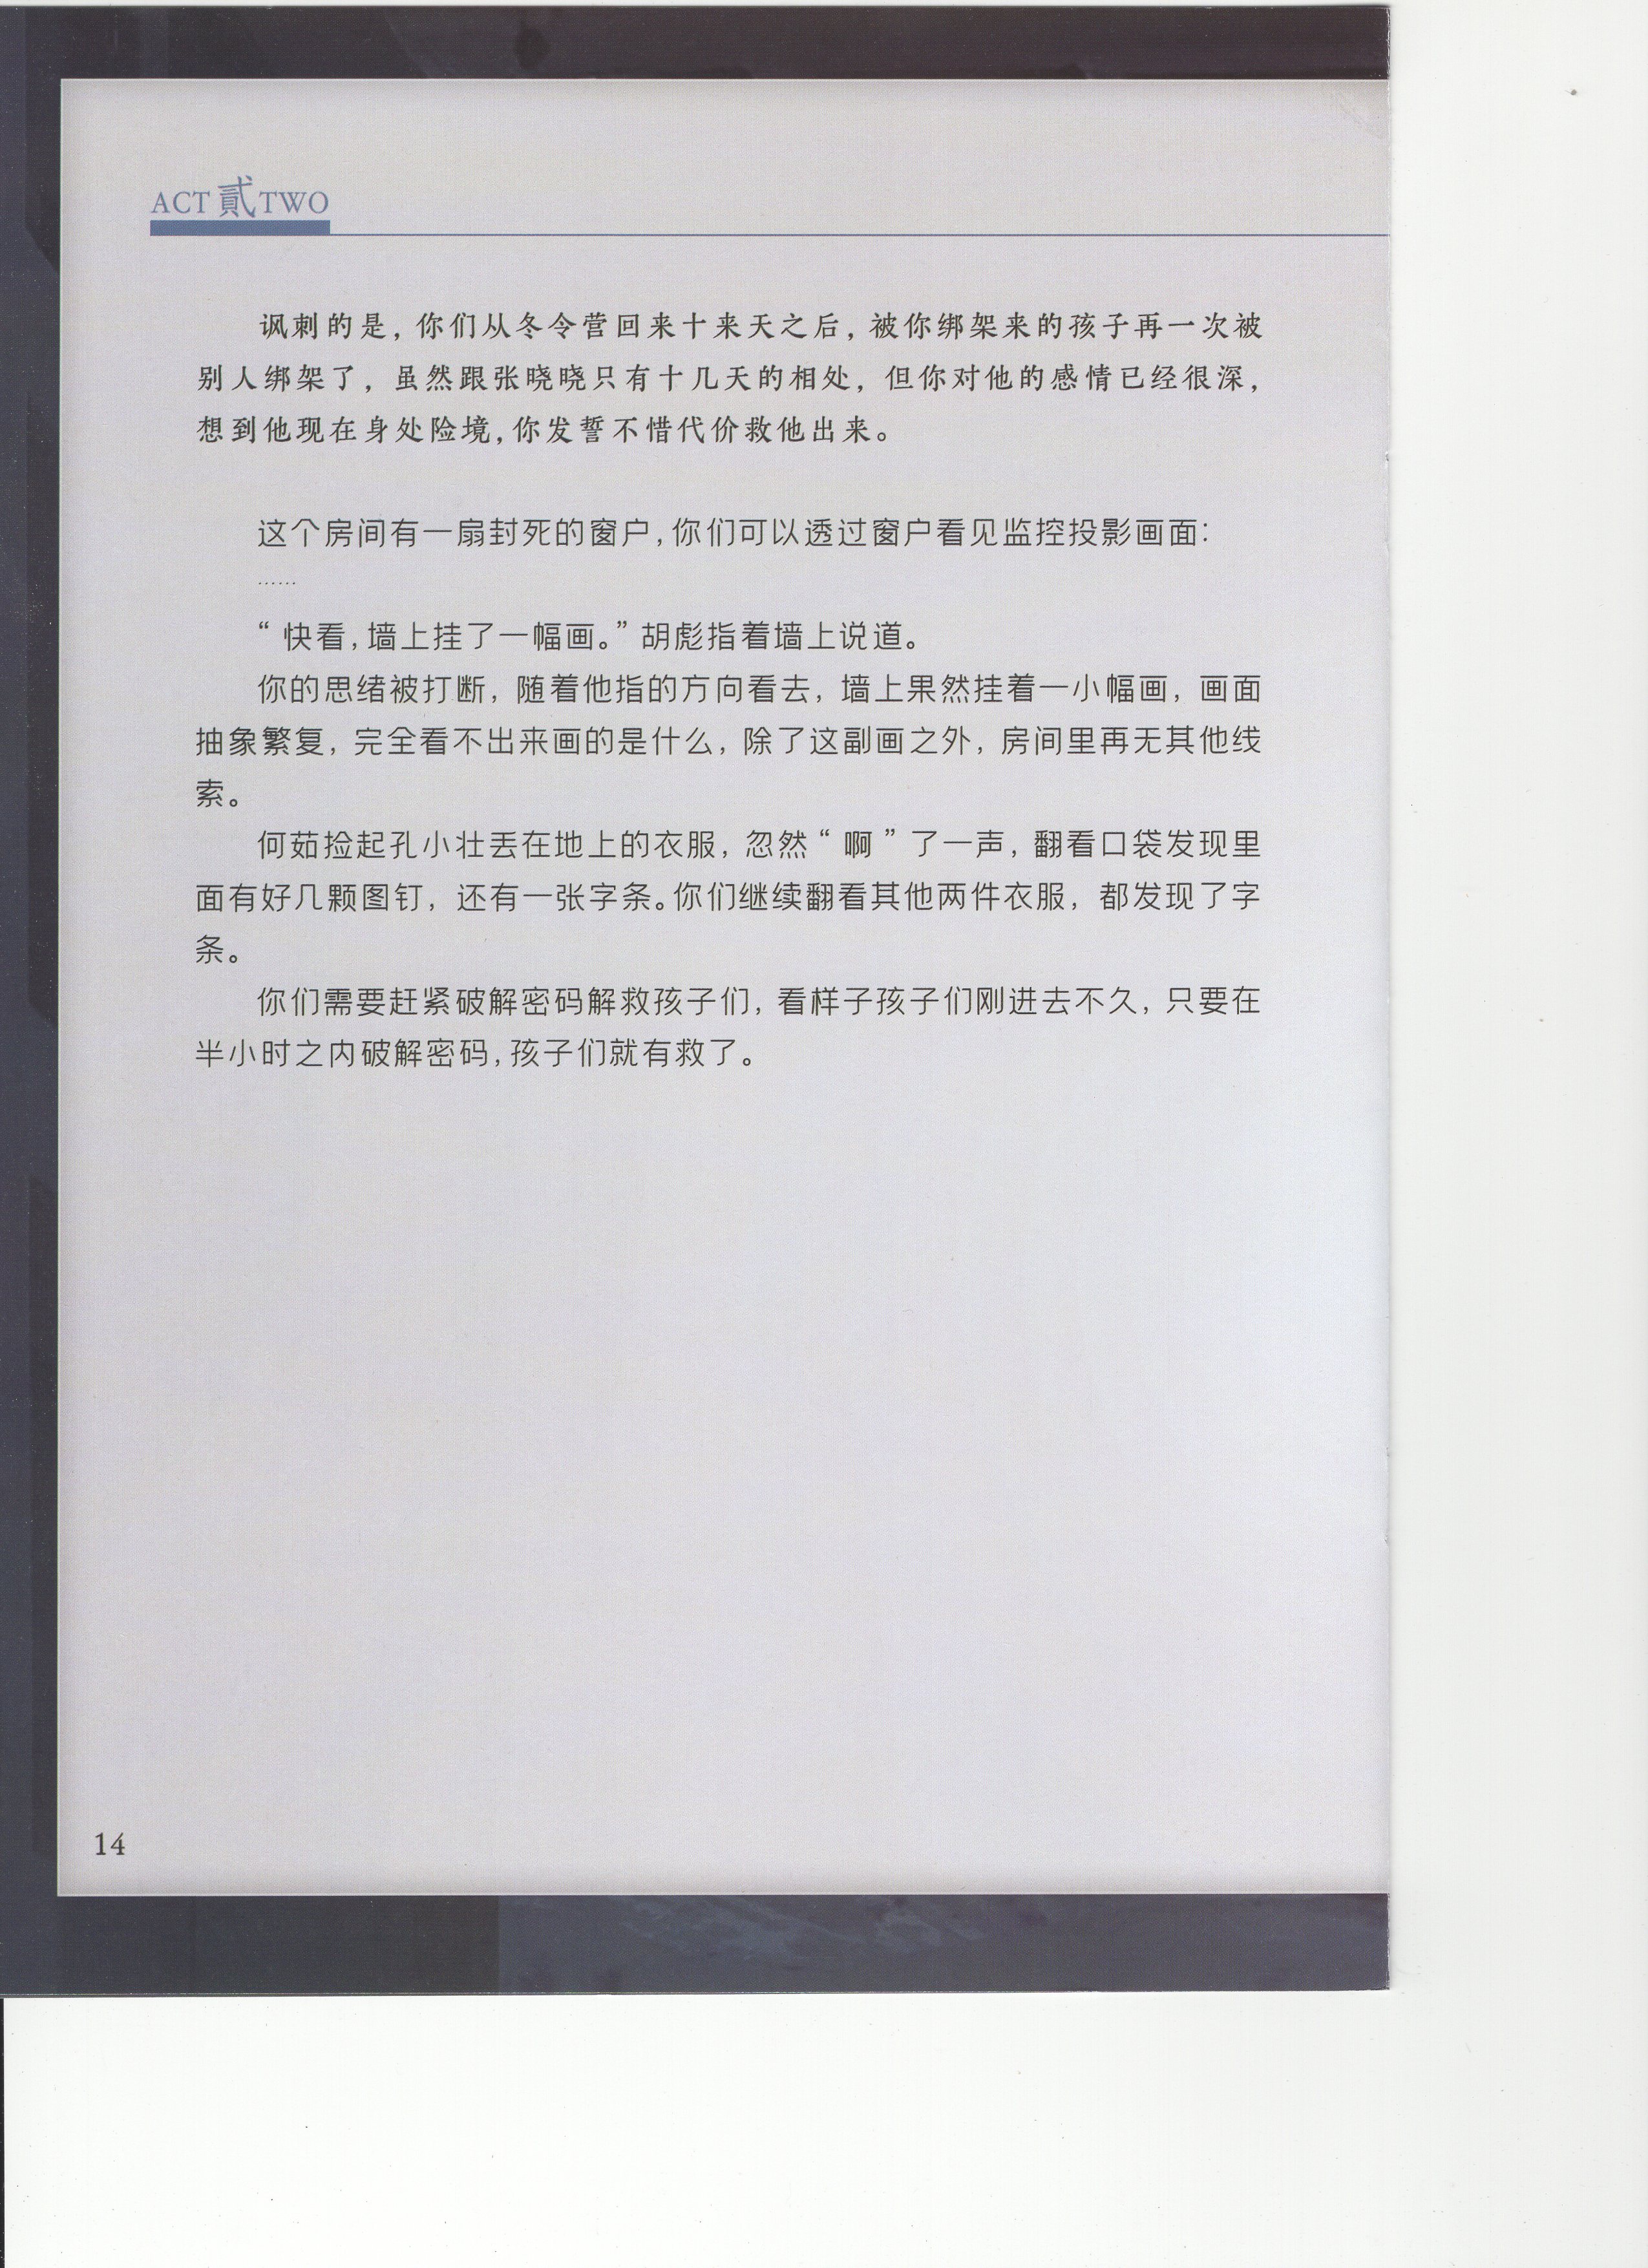 ACT 貳 TWO
讽刺的是，你们从冬令营回来十来天之后，被你绑架来的孩子再一次被
别人绑架了，虽然跟张晓晓只有十几天的相处，但你对他的感情已经很深，
想到他现在身处险境，你发誓不惜代价救他出来。
这个房间有一扇封死的窗户，你们可以透过窗户看见监控投影画面：
……
“快看，墙上挂了一幅画。”胡彪指着墙上说道。
你的思绪被打断，随着他指的方向看去，墙上果然挂着一小幅画，画面
抽象繁复，完全看不出来画的是什么，除了这副画之外，房间里再无其他线
索。
何茹捡起孔小壮丢在地上的衣服，忽然“啊”了一声，翻看口袋发现里
面有好几颗图钉，还有一张字条。你们继续翻看其他两件衣服，都发现了字
条。
你们需要赶紧破解密码解救孩子们，看样子孩子们刚进去不久，只要在
半小时之内破解密码，孩子们就有救了。
14